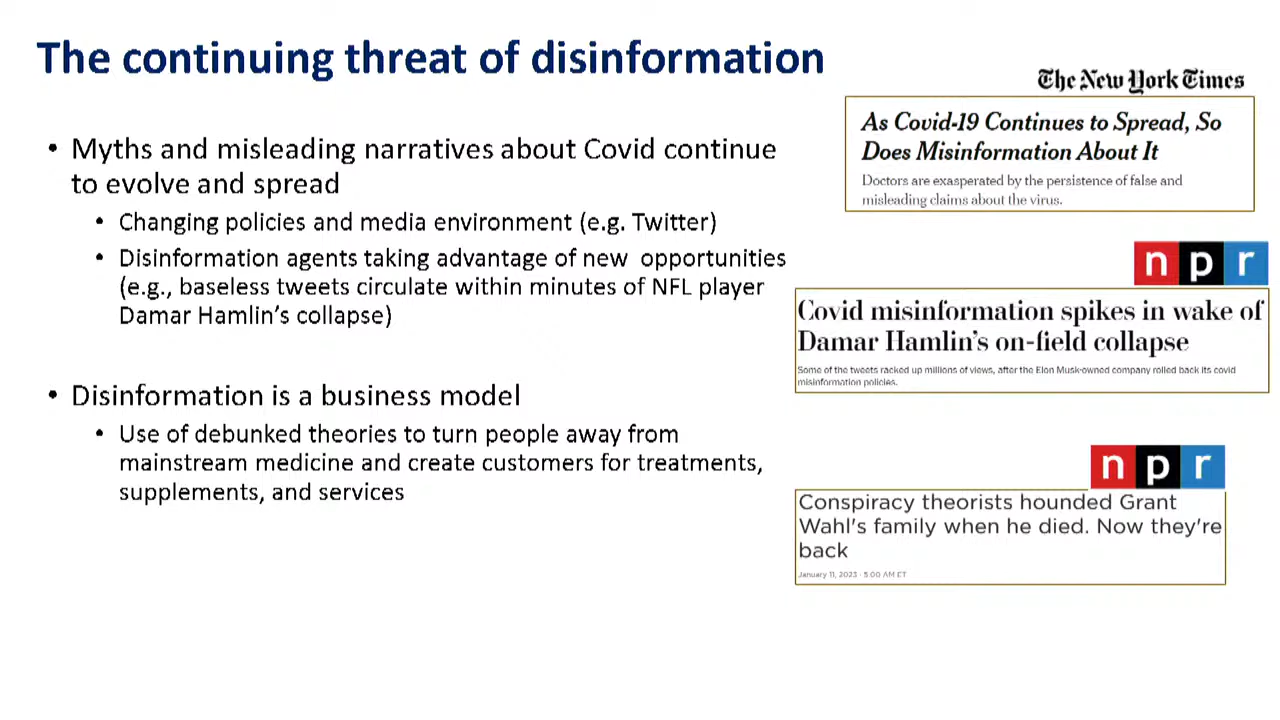 The continuing threat of disinformation
• Myths and misleading narratives about Covid continue
to evolve and spread
• Changing policies and media environment (e.g. Twitter)
• Disinformation agents taking advantage of new opportunities
(e.g., baseless tweets circulate within minutes of NFL player
Damar Hamlin's collapse)
• Disinformation is a business model
• Use of debunked theories to turn people away from
mainstream medicine and create customers for treatments,
supplements, and services
The New York Times
As Covid-19 Continues to Spread, So
Does Misinformation About It
Doctors are exasperated by the persistence of false and
misleading claims about the virus.
npr
Covid misinformation spikes in wake of
Damar Hamlin's on-field collapse
Some of the tweets racked up millions of views, after the Elon Musk-owned company rolled back its covid
misinformation policies.
npr
Conspiracy theorists hounded Grant
Wahl's family when he died. Now they're
back
January 11, 2023 · 5:00 AM ET